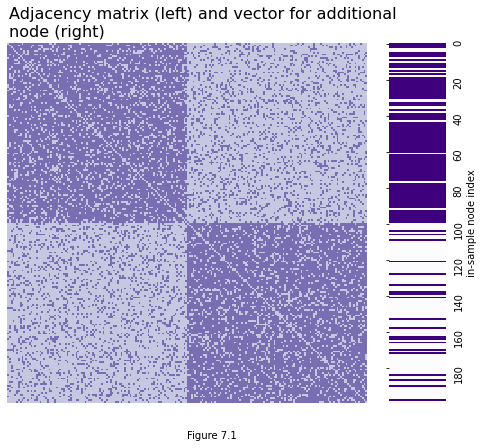 Adjacency matrix (left) and vector for additional
node (right)
0
20
40
60
80
100
120
140
160
180
in-sample node index
Figure 7.1